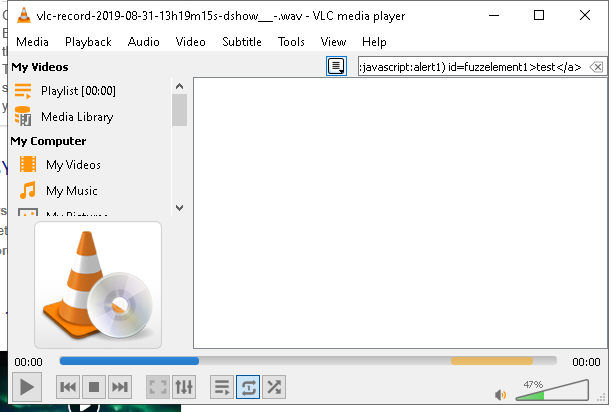 vlc-record-2019-08-31-13h19m15s-dshow___-.wav - VLC media player
Media Playback Audio Video Subtitle Tools View Help
My Videos
:javascript:alert1) id=fuzzelement1>test</a>
Playlist [00:00]
Media Library
My Computer
My Videos
My Music
My Pictures
00:00
00:00
47%